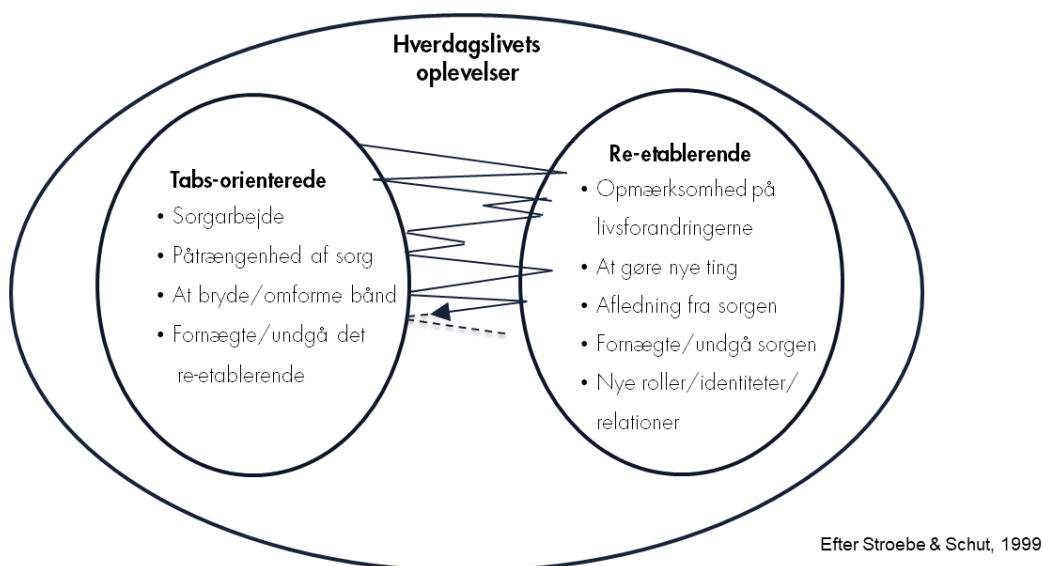 Hverdagslivets
oplevelser
Tabs-orienterede
• Sorgarbejde
• Påtrængenhed af sorg
• At bryde/omforme bånd
• Fornægte/undgå det
re-etablerende
Re-etablerende
• Opmærksomhed på
livsforandringerne
• At gøre nye ting
• Afledning fra sorgen
• Fornægte/undgå sorgen
• Nye roller/identiteter/
relationer
Efter Stroebe & Schut, 1999